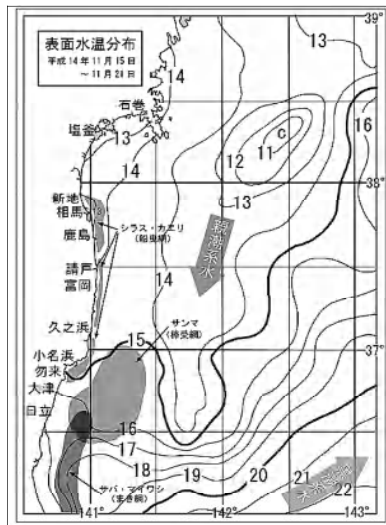 表面水温分布
平成14年11月15日
～11月21日
39°
13
14
16
石巻
塩釜
13
14
12
11
C
13
38°
新地
相馬
鹿島
シラス・カエリ
(船曳網)
請戸
富岡
親潮系水
14
久之浜
サンマ
(棒受網)
15
37°
小名浜
勿来
大津
日立
16
17
18
19
20
21
22
サバ・マイワシ
(まき網)
141°
142°
143°